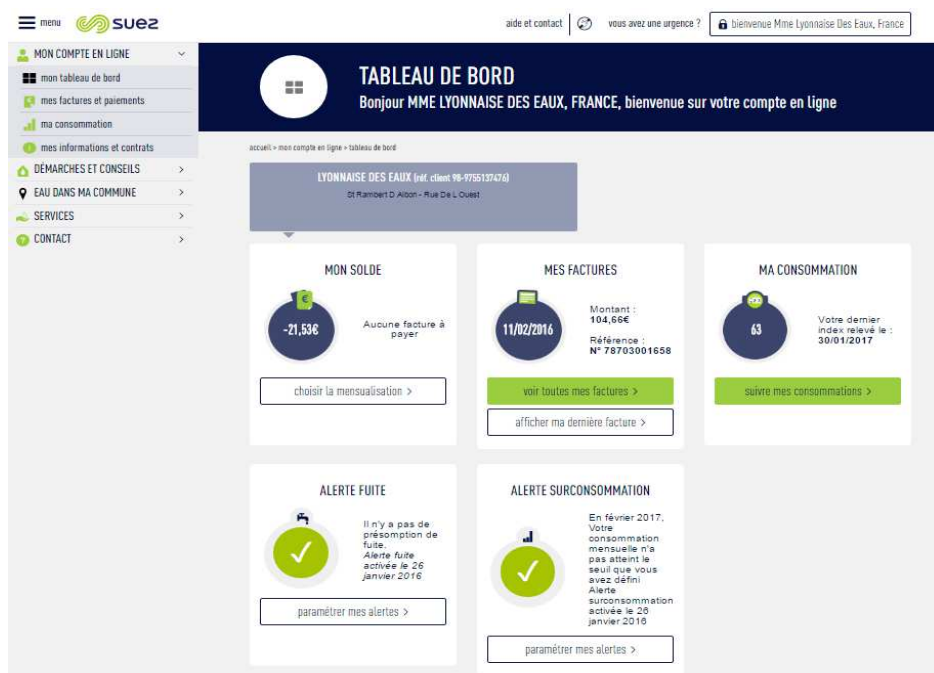 menu
suez
aide et contact
vous avez une urgence ?
bienvenue Mme Lyonnaise Des Eaux, France
MON COMPTE EN LIGNE
mon tableau de bord
mes factures et paiements
ma consommation
mes informations et contrats
DÉMARCHES ET CONSEILS
EAU DANS MA COMMUNE
SERVICES
CONTACT
TABLEAU DE BORD
Bonjour MME LYONNAISE DES EAUX, FRANCE, bienvenue sur votre compte en ligne
accueil > mon compte en ligne > tableau de bord
LYONNAISE DES EAUX (réf. client 98-9755137476)
St Rambert D Albon - Rue De L Ouest
MON SOLDE
€
-21,53€
Aucune facture à
payer
choisir la mensualisation >
MES FACTURES
11/02/2016
Montant :
104,66€
Référence :
N° 78703001658
voir toutes mes factures >
afficher ma dernière facture >
MA CONSOMMATION
63
Votre dernier
index relevé le :
30/01/2017
suivre mes consommations >
ALERTE FUITE
Il n'y a pas de
présomption de
fuite.
Alerte fuite
activée le 26
janvier 2016
paramétrer mes alertes >
ALERTE SURCONSOMMATION
En février 2017,
Votre
consommation
mensuelle n'a
pas atteint le
seuil que vous
avez défini
Alerte
surconsommation
activée le 26
janvier 2016
paramétrer mes alertes >